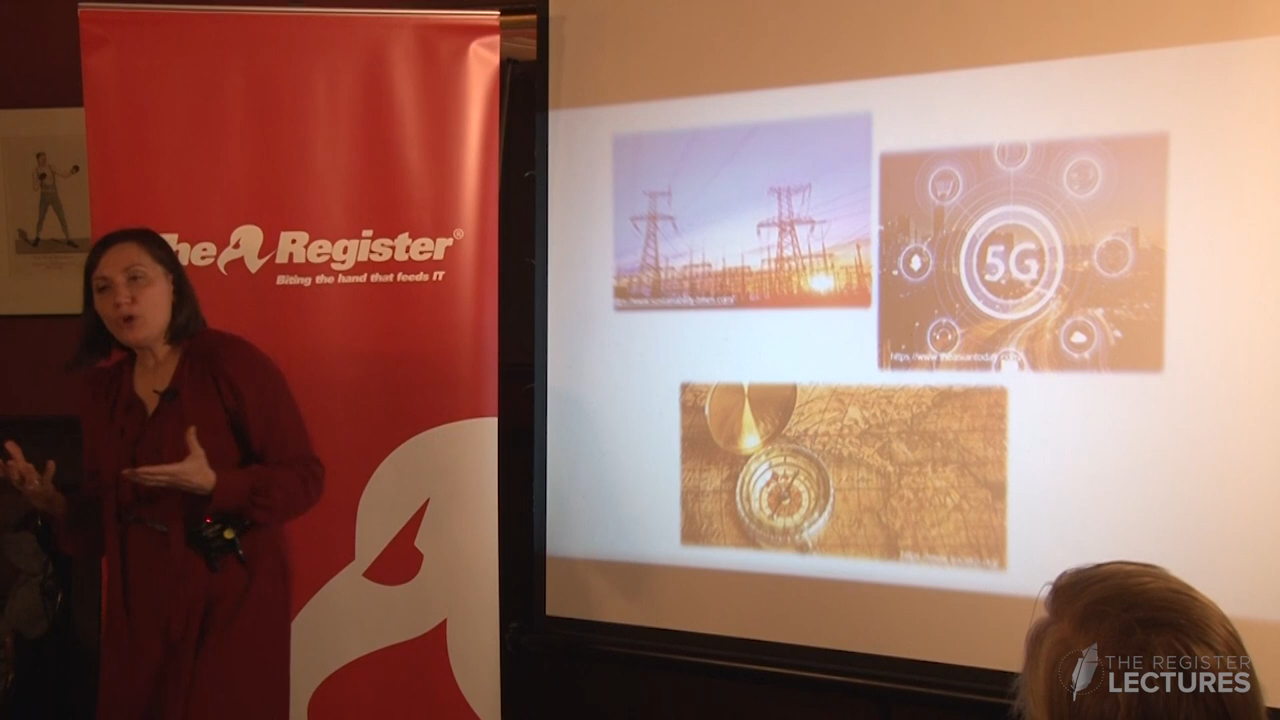 The Register®
Biting the hand that feeds IT
5G
THE REGISTER
LECTURES